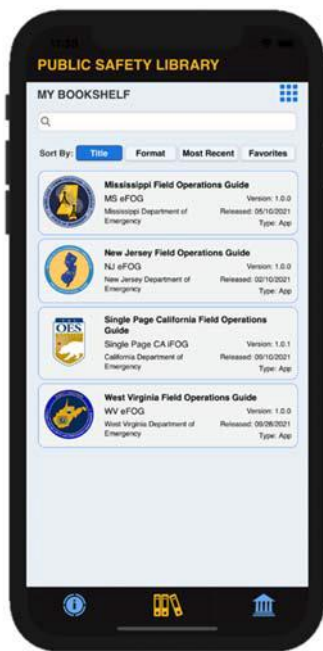 PUBLIC SAFETY LIBRARY
MY BOOKSHELF
Sort By: Title Format Most Recent Favorites
Mississippi Field Operations Guide
MS eFOG Version: 1.0.0
Mississippi Department of Released: 05/10/2021
Emergency Type: App
New Jersey Field Operations Guide
NJ eFOG Version: 1.0.0
New Jersey Department of Released: 02/10/2021
Emergency Type: App
OES
Single Page California Field Operations
Guide
Single Page CA iFOG Version: 1.0.1
California Department of Released: 09/10/2021
Emergency Type: App
West Virginia Field Operations Guide
WV eFOG Version: 1.0.0
West Virginia Department of Released: 09/28/2021
Emergency Type: App